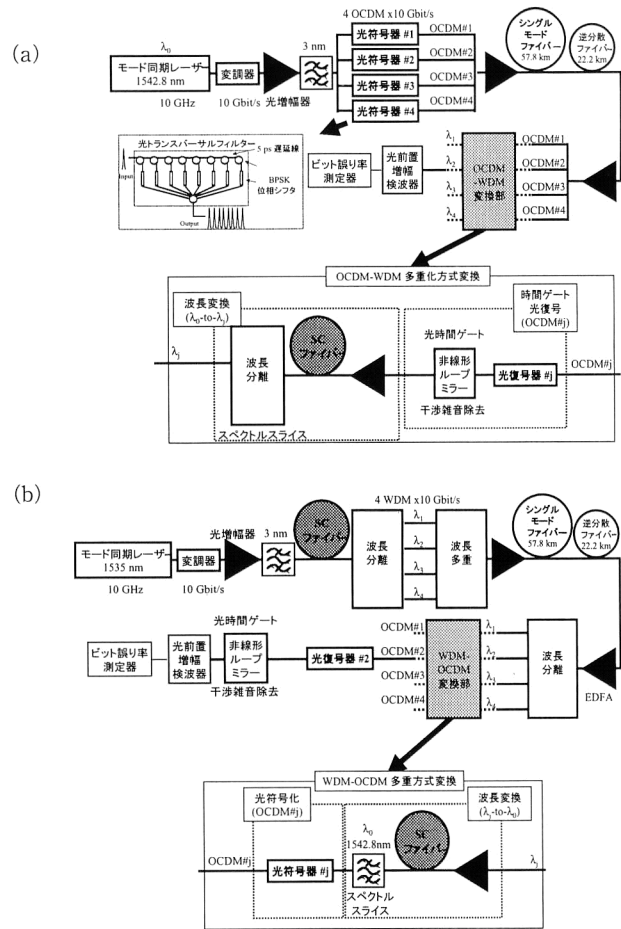 (a)
4 OCDM x10 Gbit/s
λ0
モード同期レーザー
1542.8 nm
10 GHz
変調器
10Gbit/s
光増幅器
3 nm
光符号器 #1
光符号器 #2
光符号器 #3
光符号器 #4
OCDM#1
OCDM#2
OCDM#3
OCDM#4
シングル
モード
ファイバー
57.8 km
逆分散
ファイバー
22.2 km
光トランスバーサルフィルター
5 ps 遅延線
Input
BPSK
位相シフタ
Output
ビット誤り率
測定器
光前置
増幅
検波器
λ1
λ2
λ3
λ4
OCDM
-WDM
変換部
OCDM#1
OCDM#2
OCDM#3
OCDM#4
OCDM-WDM 多重化方式変換
波長変換
(λ0-to-λj)
時間ゲート
光復号
(OCDM#j)
λj
波長
分離
SC
ファイバー
光時間ゲート
非線形
ループ
ミラー
干渉雑音除去
光復号器 #j
OCDM#j
スペクトルスライス
(b)
4 WDM x10 Gbit/s
モード同期レーザー
1535 nm
10 GHz
変調器
10Gbit/s
光増幅器
3 nm
SC
ファイバー
波長
分離
λ1
λ2
λ3
λ4
波長
多重
シングル
モード
ファイバー
57.8 km
逆分散
ファイバー
22.2 km
ビット誤り率
測定器
光前置
増幅
検波器
光時間ゲート
非線形
ループ
ミラー
干渉雑音除去
光復号器 #2
OCDM#1
OCDM#2
OCDM#3
OCDM#4
WDM-
OCDM
変換部
λ1
λ2
λ3
λ4
波長
分離
EDFA
WDM-OCDM 多重方式変換
光符号化
(OCDM#j)
波長変換
(λj-to-λ0)
OCDM#j
光符号器 #j
λ0
1542.8nm
スペクトル
スライス
SC
ファイバー
λj